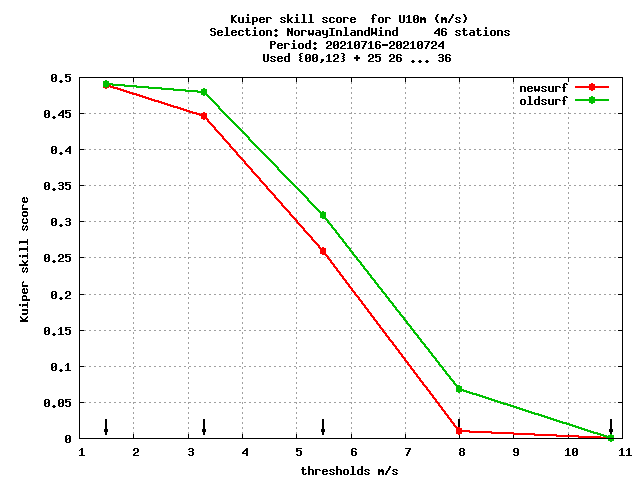 Kuiper skill score  for U10m (m/s)
Selection: NorwayInlandWind     46 stations
Period: 20210716-20210724
Used {00,12} + 25 26 ... 36
newsurf
oldsurf
0.5
0.45
0.4
0.35
0.3
0.25
0.2
0.15
0.1
0.05
0
Kuiper skill score
1 2 3 4 5 6 7 8 9 10 11
thresholds m/s